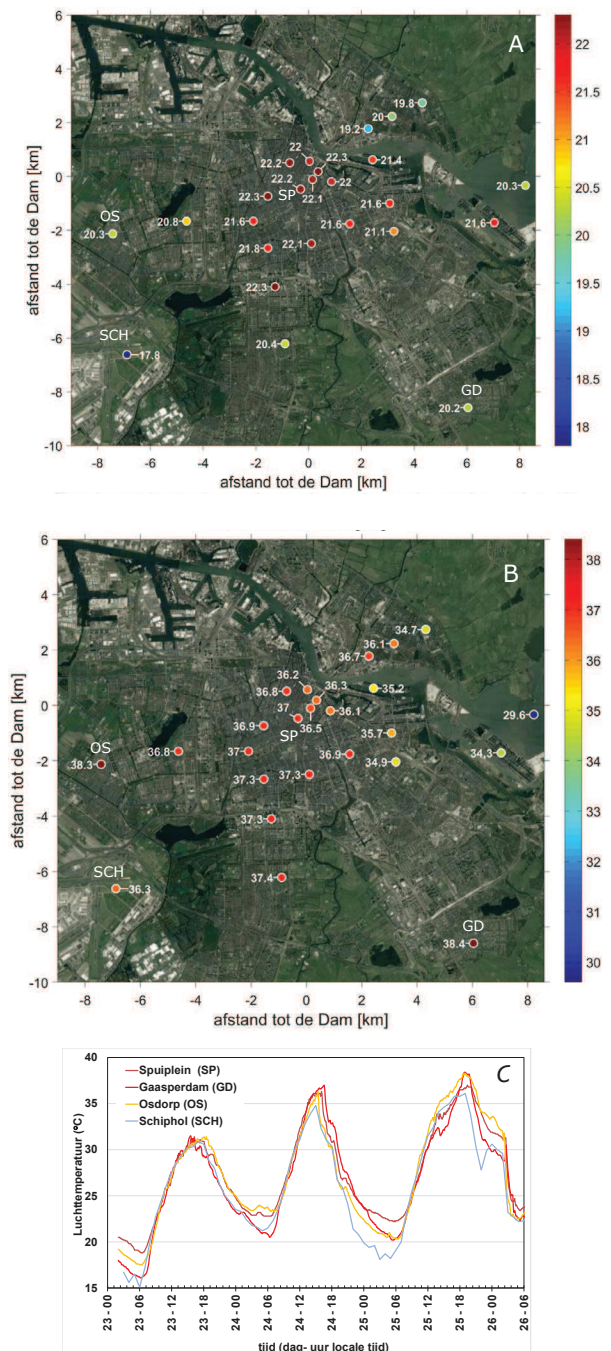 A
6
4
2
0
-2
-4
-6
-8
-10
afstand tot de Dam [km]
19.8
20
19.2
22
22.3
21.4
22.2
22
22.2
SP
22.1
22.3
21.6
20.3
OS
20.3
20.8
21.6
21.6
21.6
21.1
21.8
22.1
22.3
SCH
17.8
20.4
GD
20.2
-8 -6 -4 -2 0 2 4 6 8
afstand tot de Dam [km]
22
21.5
21
20.5
20
19.5
19
18.5
18
B
6
4
2
0
-2
-4
-6
-8
-10
afstand tot de Dam [km]
34.7
36.1
36.7
36.2
36.3
35.2
36.8
37
36.1
29.6
36.9
SP
36.5
35.7
34.3
OS
38.3
36.8
37
36.9
34.9
37.3
37.3
37.3
SCH
36.3
37.4
GD
38.4
-8 -6 -4 -2 0 2 4 6 8
afstand tot de Dam [km]
38
37
36
35
34
33
32
31
30
C
40
35
30
25
20
15
Luchttemperatuur (ºC)
Spuiplein (SP)
Gaasperdam (GD)
Osdorp (OS)
Schiphol (SCH)
23 - 00
23 - 06
23 - 12
23 - 18
24 - 00
24 - 06
24 - 12
24 - 18
25 - 00
25 - 06
25 - 12
25 - 18
26 - 00
26 - 06
tijd (dag- uur locale tijd)